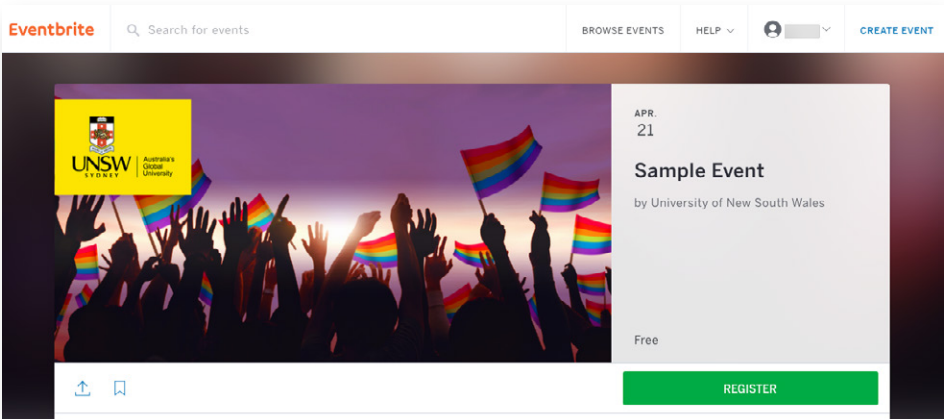 Eventbrite
Search for events
BROWSE EVENTS
HELP
CREATE EVENT
UNSW
SYDNEY
Australia's
Global
University
APR.
21
Sample Event
by University of New South Wales
Free
REGISTER